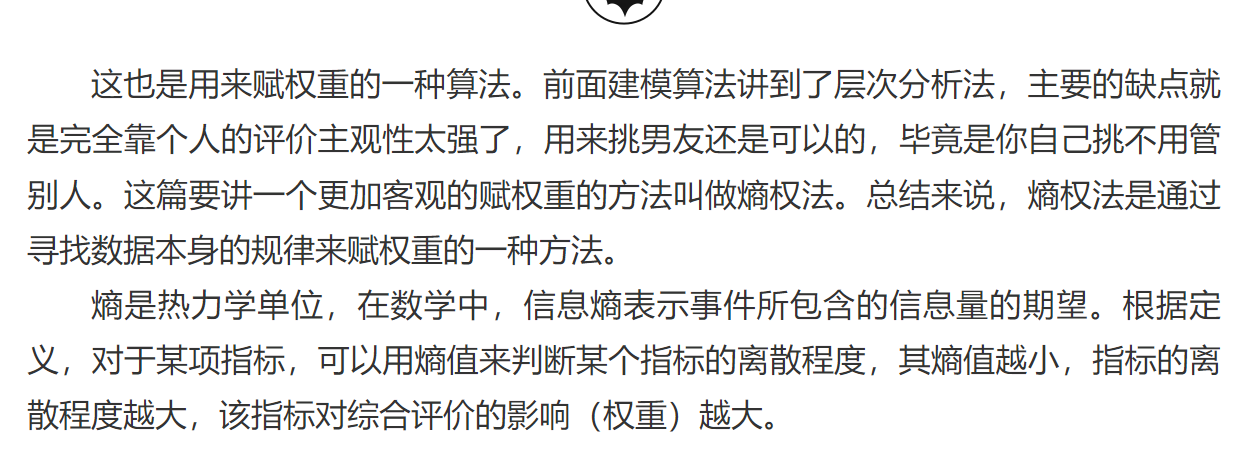 这也是用来赋权重的一种算法。前面建模算法讲到了层次分析法，主要的缺点就
是完全靠个人的评价主观性太强了，用来挑男友还是可以的，毕竟是你自己挑不用管
别人。这篇要讲一个更加客观的赋权重的方法叫做熵权法。总结来说，熵权法是通过
寻找数据本身的规律来赋权重的一种方法。
熵是热力学单位，在数学中，信息熵表示事件所包含的信息量的期望。根据定
义，对于某项指标，可以用熵值来判断某个指标的离散程度，其熵值越小，指标的离
散程度越大，该指标对综合评价的影响（权重）越大。